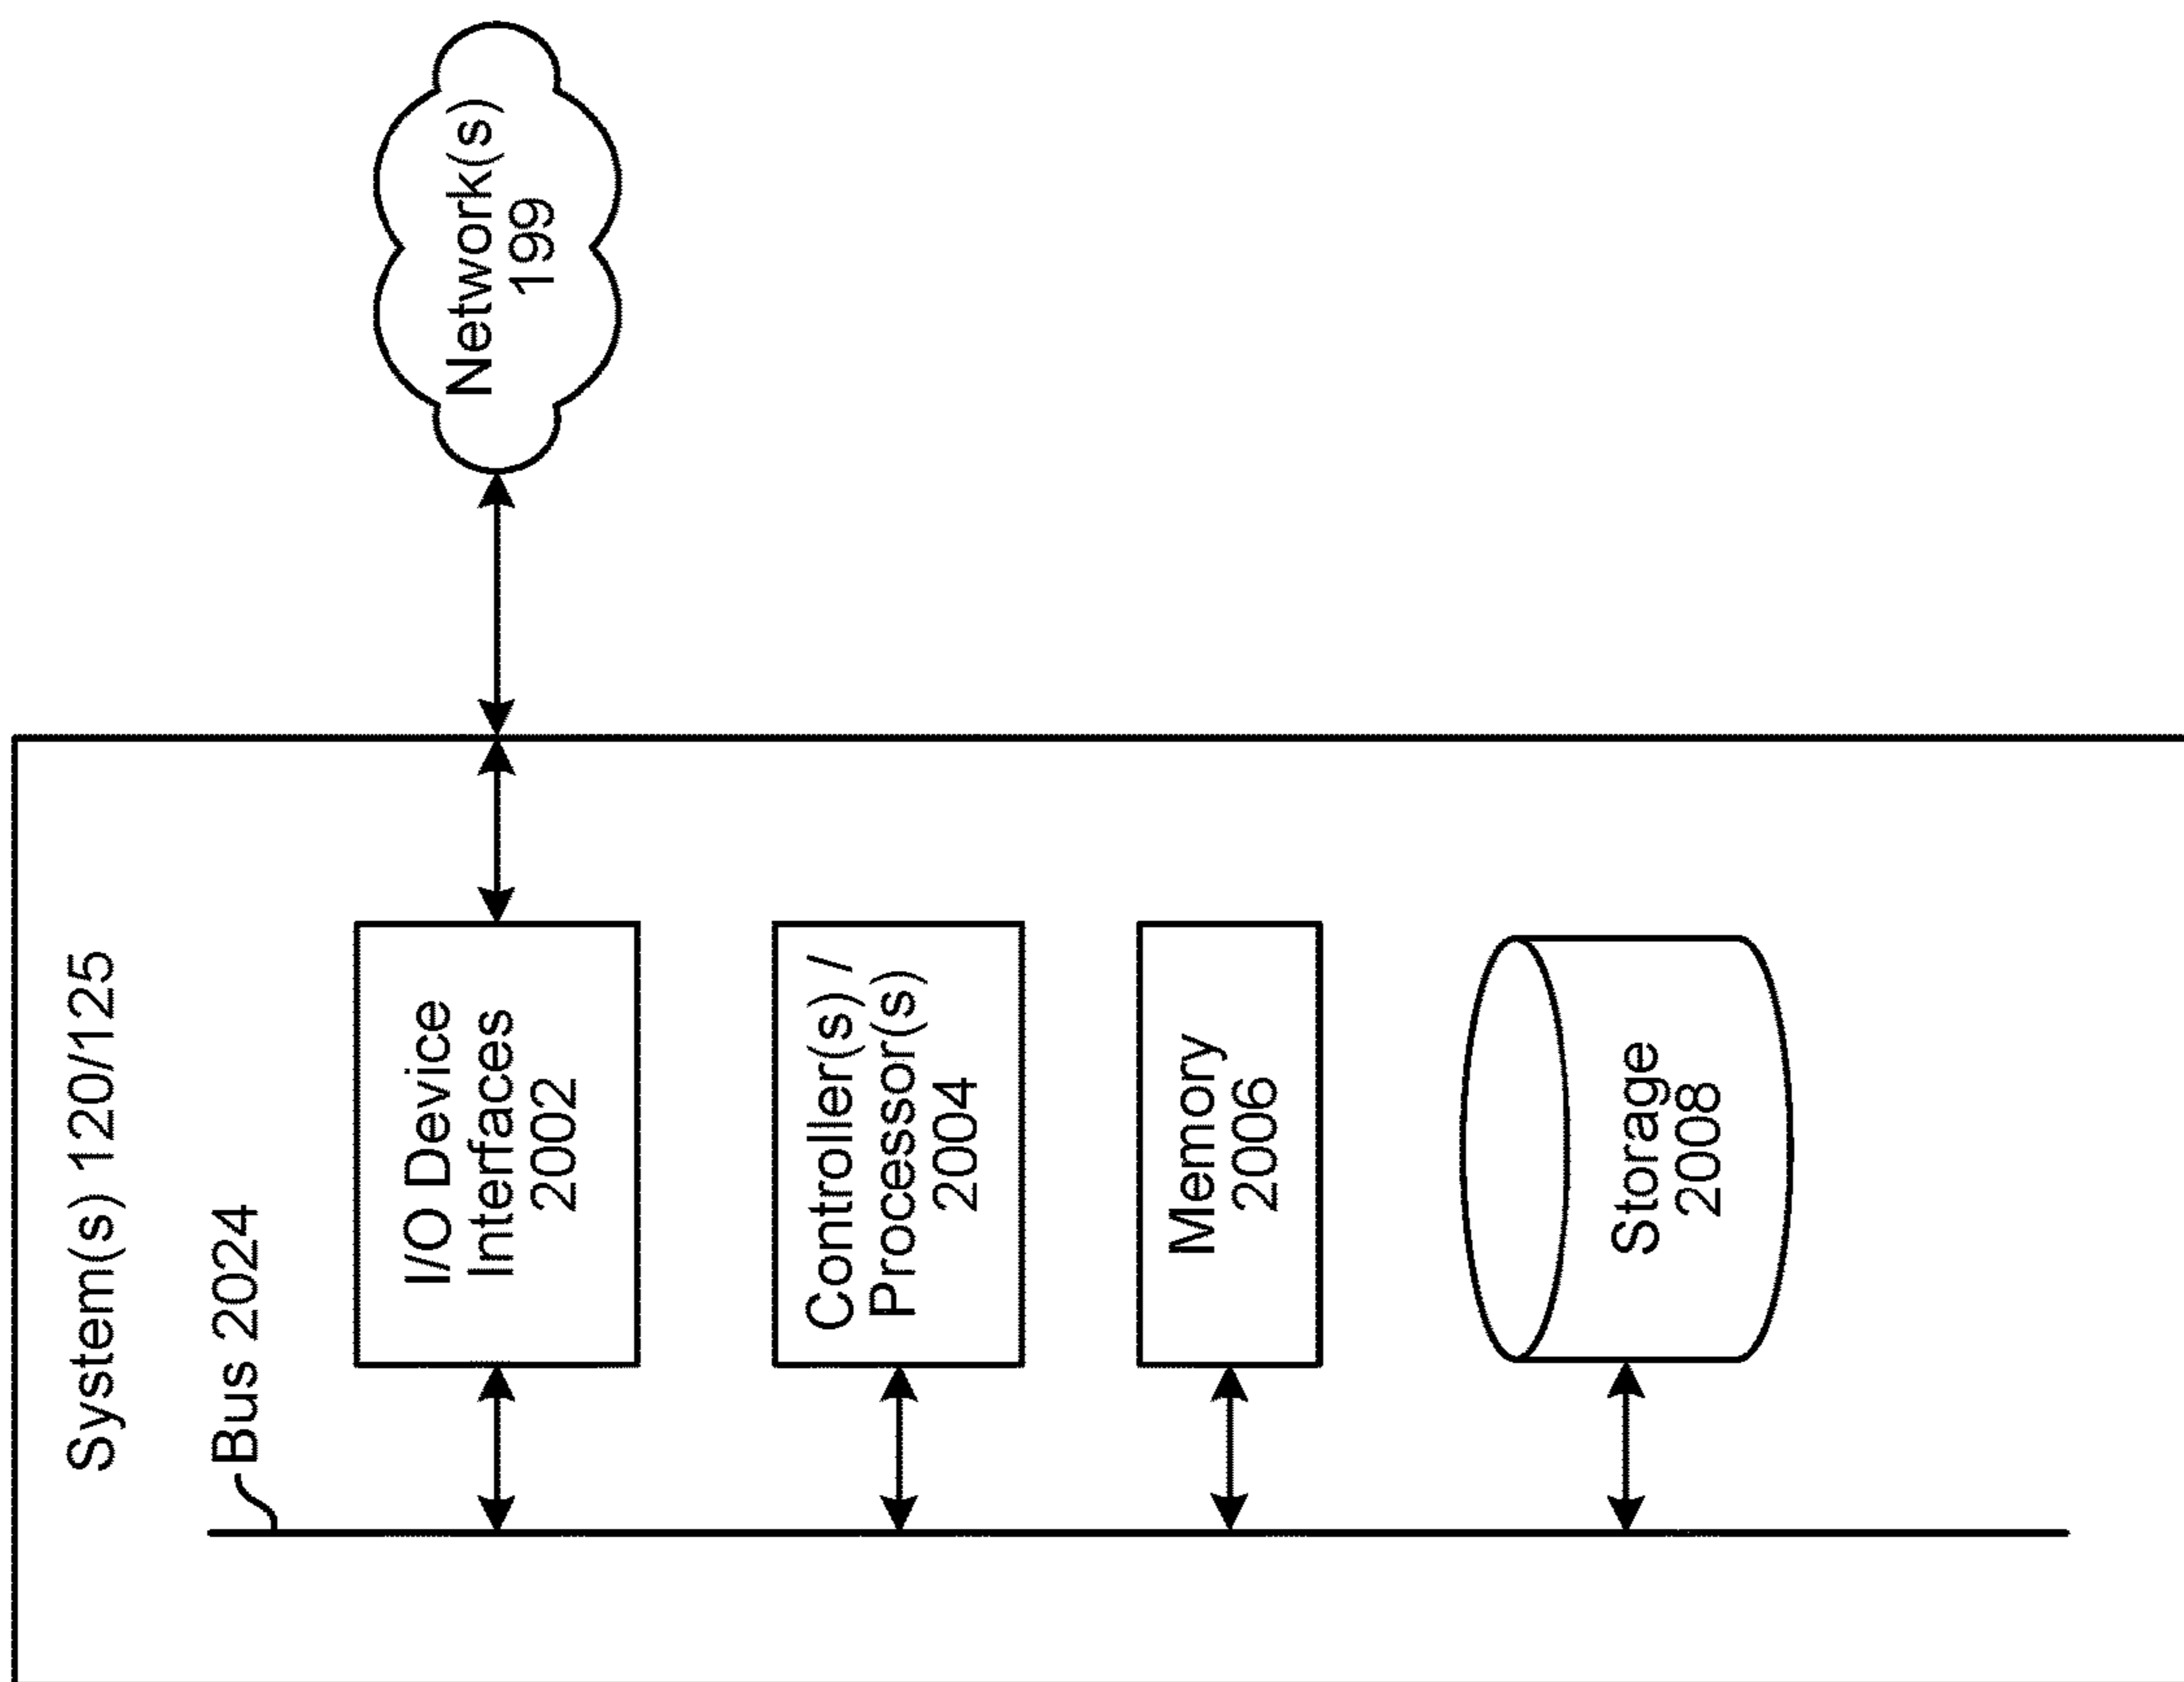 System(s) 120/125
Bus 2024
I/O Device
Interfaces
2002
Network(s)
199
Controller(s) /
Processor(s)
2004
Memory
2006
Storage
2008